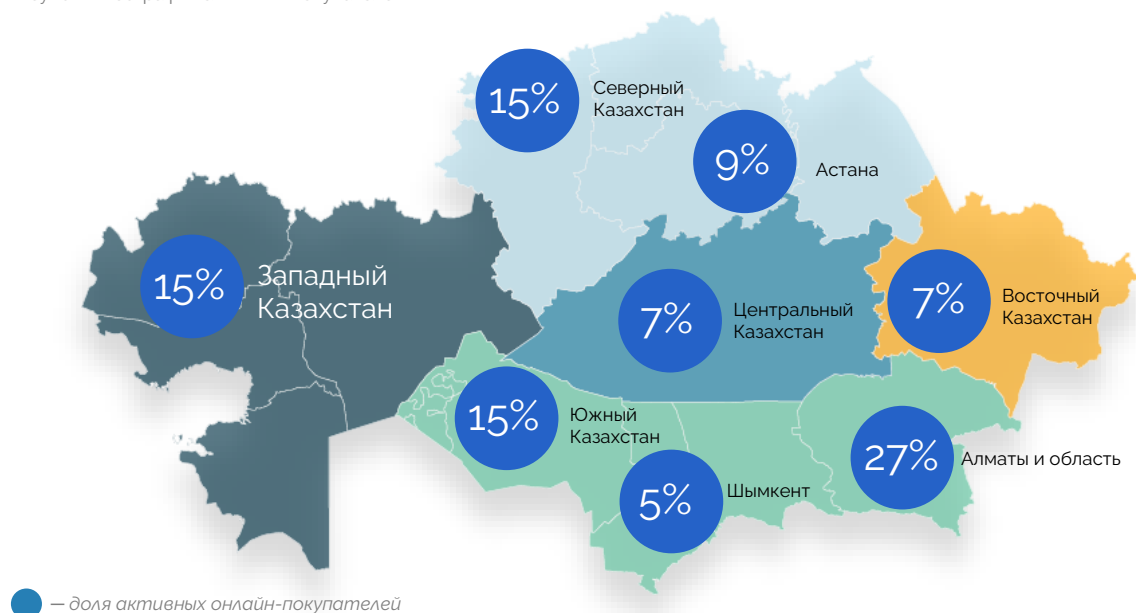 15%
Северный
Казахстан
9%
Астана
15%
Западный
Казахстан
7%
Центральный
Казахстан
7%
Восточный
Казахстан
15%
Южный
Казахстан
27%
Алматы и область
5%
Шымкент
— доля активных онлайн-покупателей